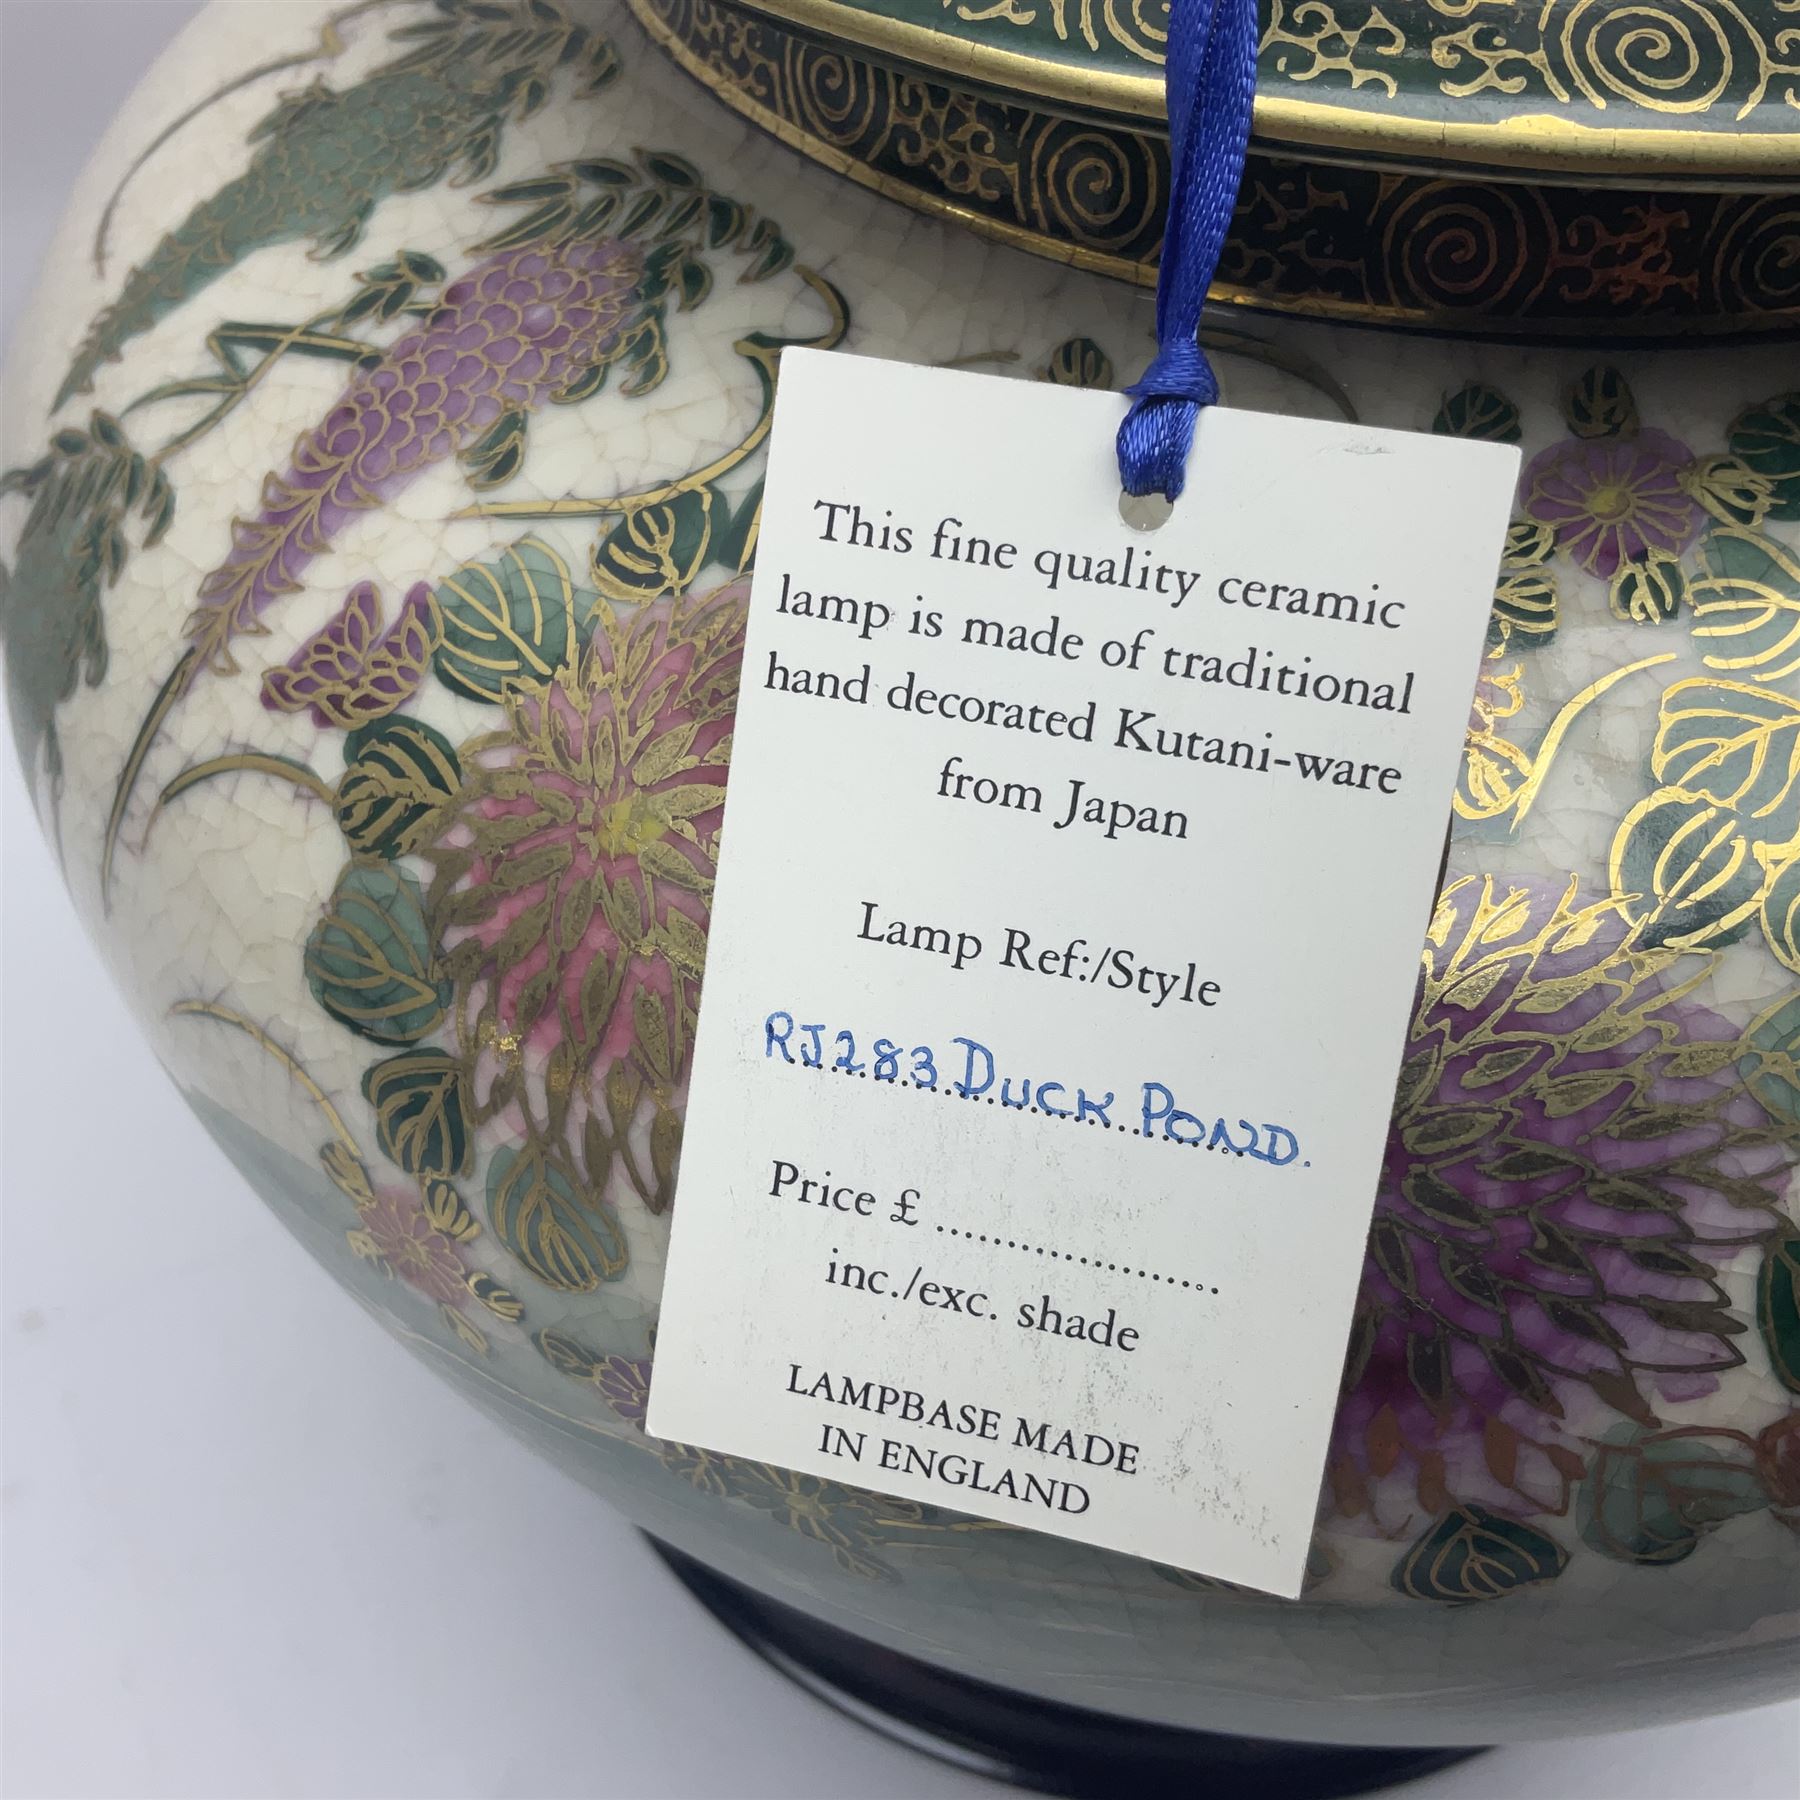 This fine quality ceramic
lamp is made of traditional
hand decorated Kutani-ware
from Japan
Lamp Ref:/Style
RJ283 DUCK POND.
Price £ ....................
inc./exc. shade
LAMPBASE MADE
IN ENGLAND